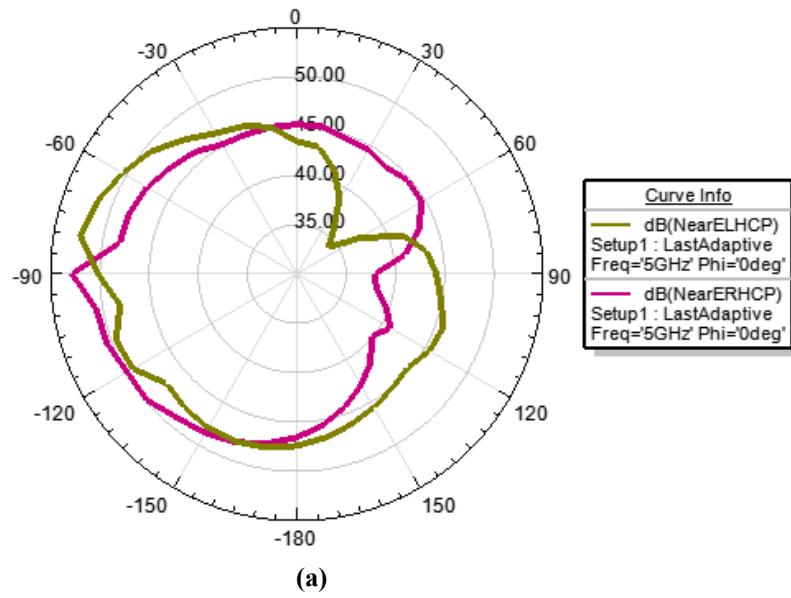 0
-30
30
50.00
45.00
-60
60
40.00
35.00
-90
90
-120
120
-150
150
-180
(a)
Curve Info
dB(NearELHCP)
Setup1 : LastAdaptive
Freq='5GHz' Phi='0deg'
dB(NearERHCP)
Setup1 : LastAdaptive
Freq='5GHz' Phi='0deg'